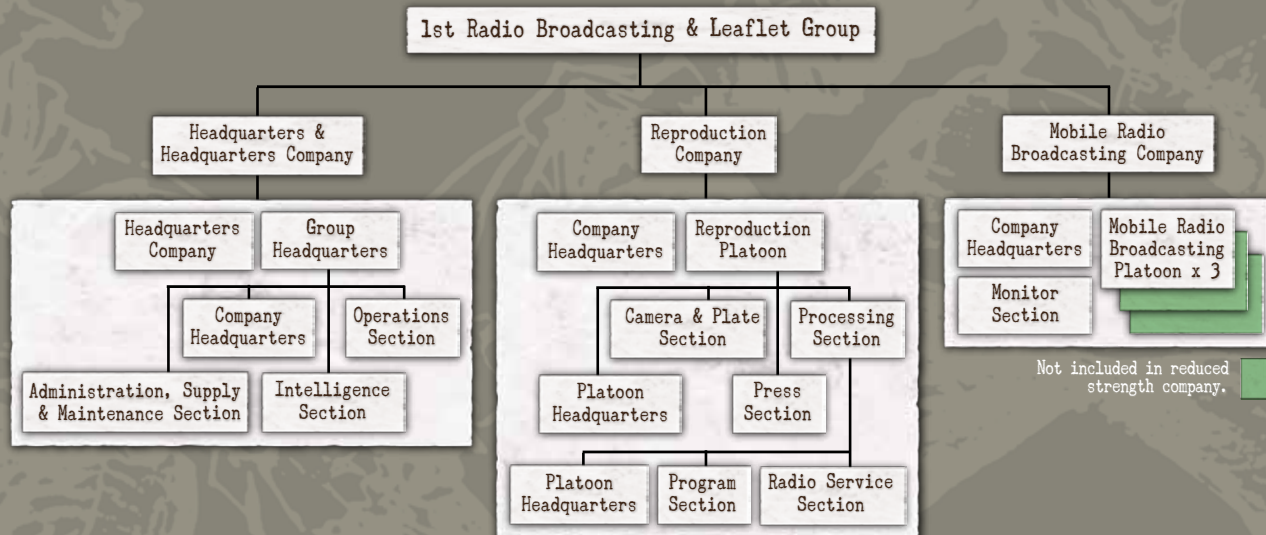 1st Radio Broadcasting & Leaflet Group
Headquarters &
Headquarters Company
Reproduction
Company
Mobile Radio
Broadcasting Company
Headquarters
Company
Group
Headquarters
Company
Headquarters
Operations
Section
Administration, Supply
& Maintenance Section
Intelligence
Section
Company
Headquarters
Reproduction
Platoon
Camera & Plate
Section
Processing
Section
Platoon
Headquarters
Press
Section
Platoon
Headquarters
Program
Section
Radio Service
Section
Company
Headquarters
Mobile Radio
Broadcasting
Platoon x 3
Monitor
Section
Not included in reduced
strength company.